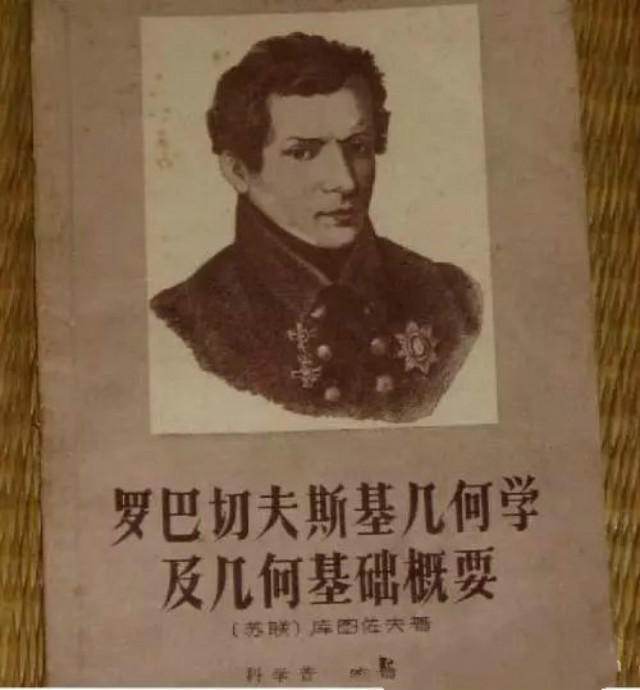 罗巴切夫斯基几何学
及几何基础概要
（苏联）库图佐夫著
科学普